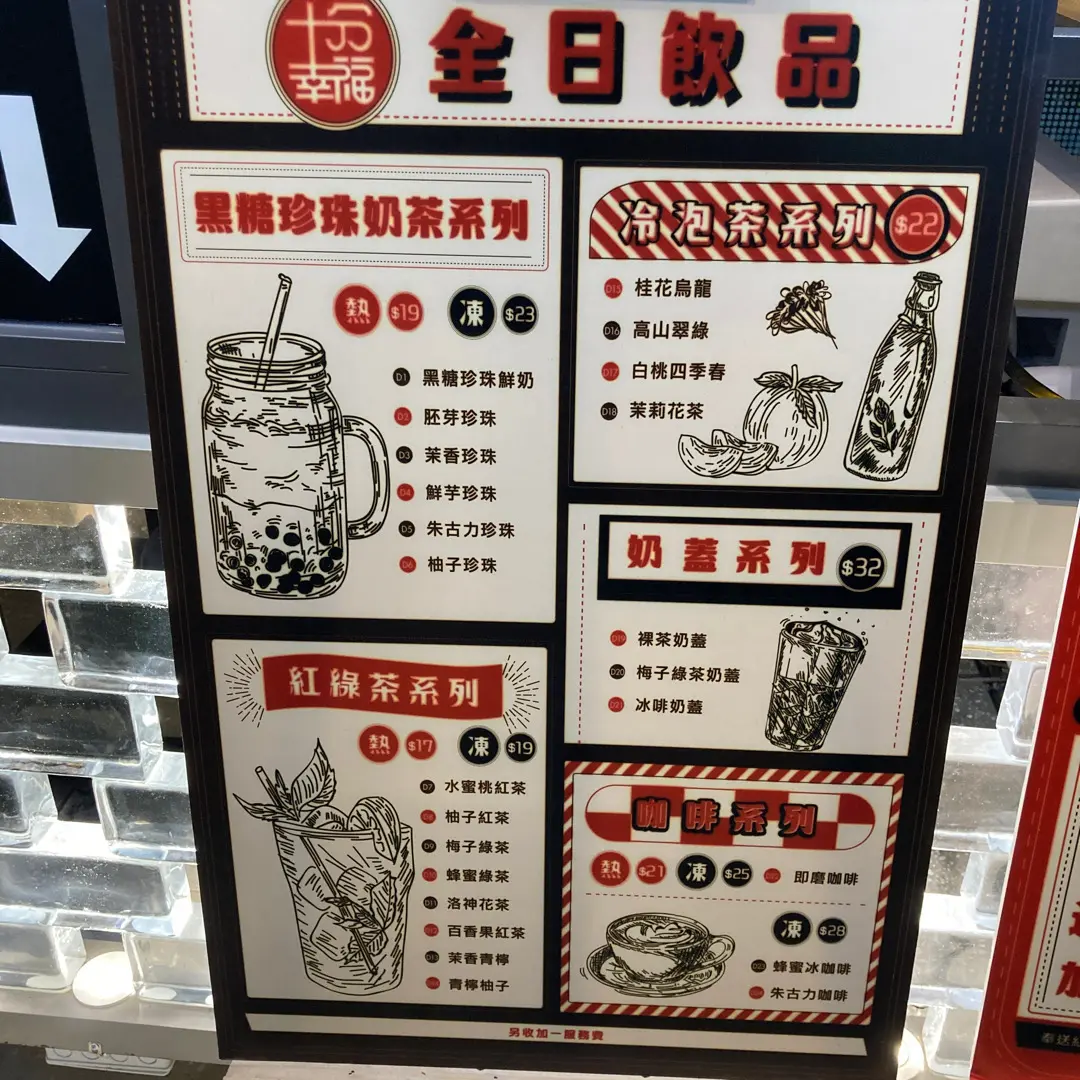 十分
幸福
全日飲品
黑糖珍珠奶茶系列
熱 $19 凍 $23
D1 黑糖珍珠鮮奶
D2 胚芽珍珠
D3 茉香珍珠
D4 鮮芋珍珠
D5 朱古力珍珠
D6 柚子珍珠
紅綠茶系列
熱 $17 凍 $19
D7 水蜜桃紅茶
D8 柚子紅茶
D9 梅子綠茶
D10 蜂蜜綠茶
D11 洛神花茶
D12 百香果紅茶
D13 茉香青檸
D14 青檸柚子
冷泡茶系列 $22
D15 桂花烏龍
D16 高山翠綠
D17 白桃四季春
D18 茉莉花茶
奶蓋系列 $32
D19 裸茶奶蓋
D20 梅子綠茶奶蓋
D21 冰啡奶蓋
咖啡系列
熱 $21 凍 $25 D22 即磨咖啡
凍 $28
D23 蜂蜜冰咖啡
D24 朱古力咖啡
另收加一服務費